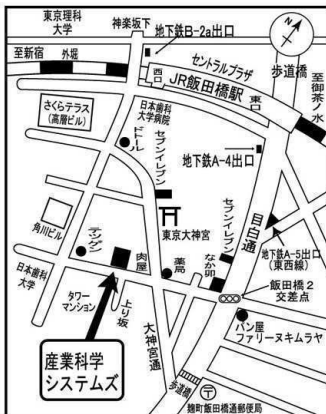 東京理科
大学
神楽坂下
地下鉄B-2a出口
N
至新宿
外堀
セントラルプラザ
西口
JR飯田橋駅
東口
歩道橋
至御茶ノ水
さくらテラス
(高層ビル)
日本歯科
大学病院
ドトール
セブンイレブン
地下鉄A-4出口
目白通
角川ビル
東京大神宮
地下鉄A-5出口
(東西線)
マンゲン
肉屋
薬局
セブンイレブン
なか卯
飯田橋2
交差点
日本歯科
大学
タワー
マンション
上り坂
大神宮通
パン屋
ファリーヌキムラヤ
産業科学
システムズ
歩道橋
〒
麹町飯田橋通郵便局